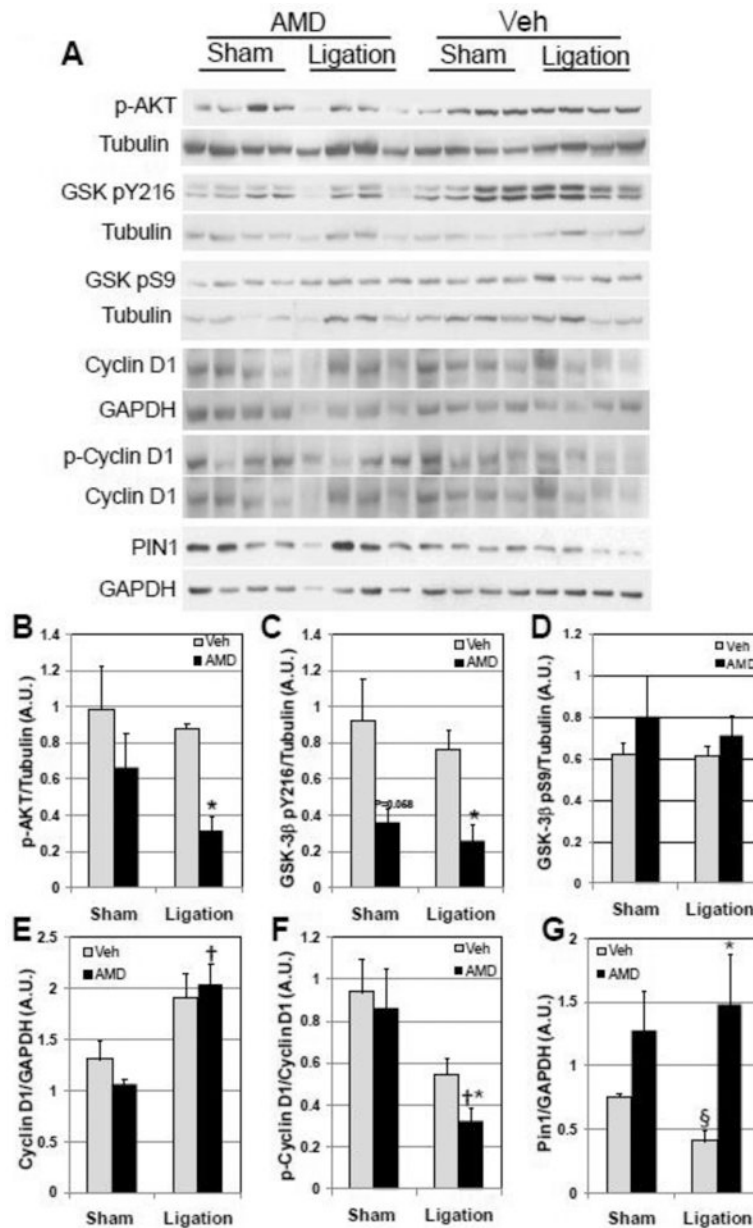 AMD Veh
A Sham Ligation Sham Ligation
p-AKT
Tubulin
GSK pY216
Tubulin
GSK pS9
Tubulin
Cyclin D1
GAPDH
p-Cyclin D1
Cyclin D1
PIN1
GAPDH
B
p-AKT/Tubulin (A.U.)
1.4
1.2
1
0.8
0.6
0.4
0.2
0
Veh
AMD
*
Sham Ligation
C
GSK-3β pY216/Tubulin (A.U.)
1.4
1.2
1
0.8
0.6
0.4
0.2
0
Veh
AMD
P=0.068
*
Sham Ligation
D
GSK-3β pS9/Tubulin (A.U.)
1.2
1
0.8
0.6
0.4
0.2
0
Veh
AMD
Sham Ligation
E
Cyclin D1/GAPDH (A.U.)
2.5
2
1.5
1
0.5
0
Veh
AMD
†
Sham Ligation
F
p-Cyclin D1/Cyclin D1 (A.U.)
1.2
1
0.8
0.6
0.4
0.2
0
Veh
AMD
†*
Sham Ligation
G
Pin1/GAPDH (A.U.)
2
1.5
1
0.5
0
Veh
AMD
§
*
Sham Ligation